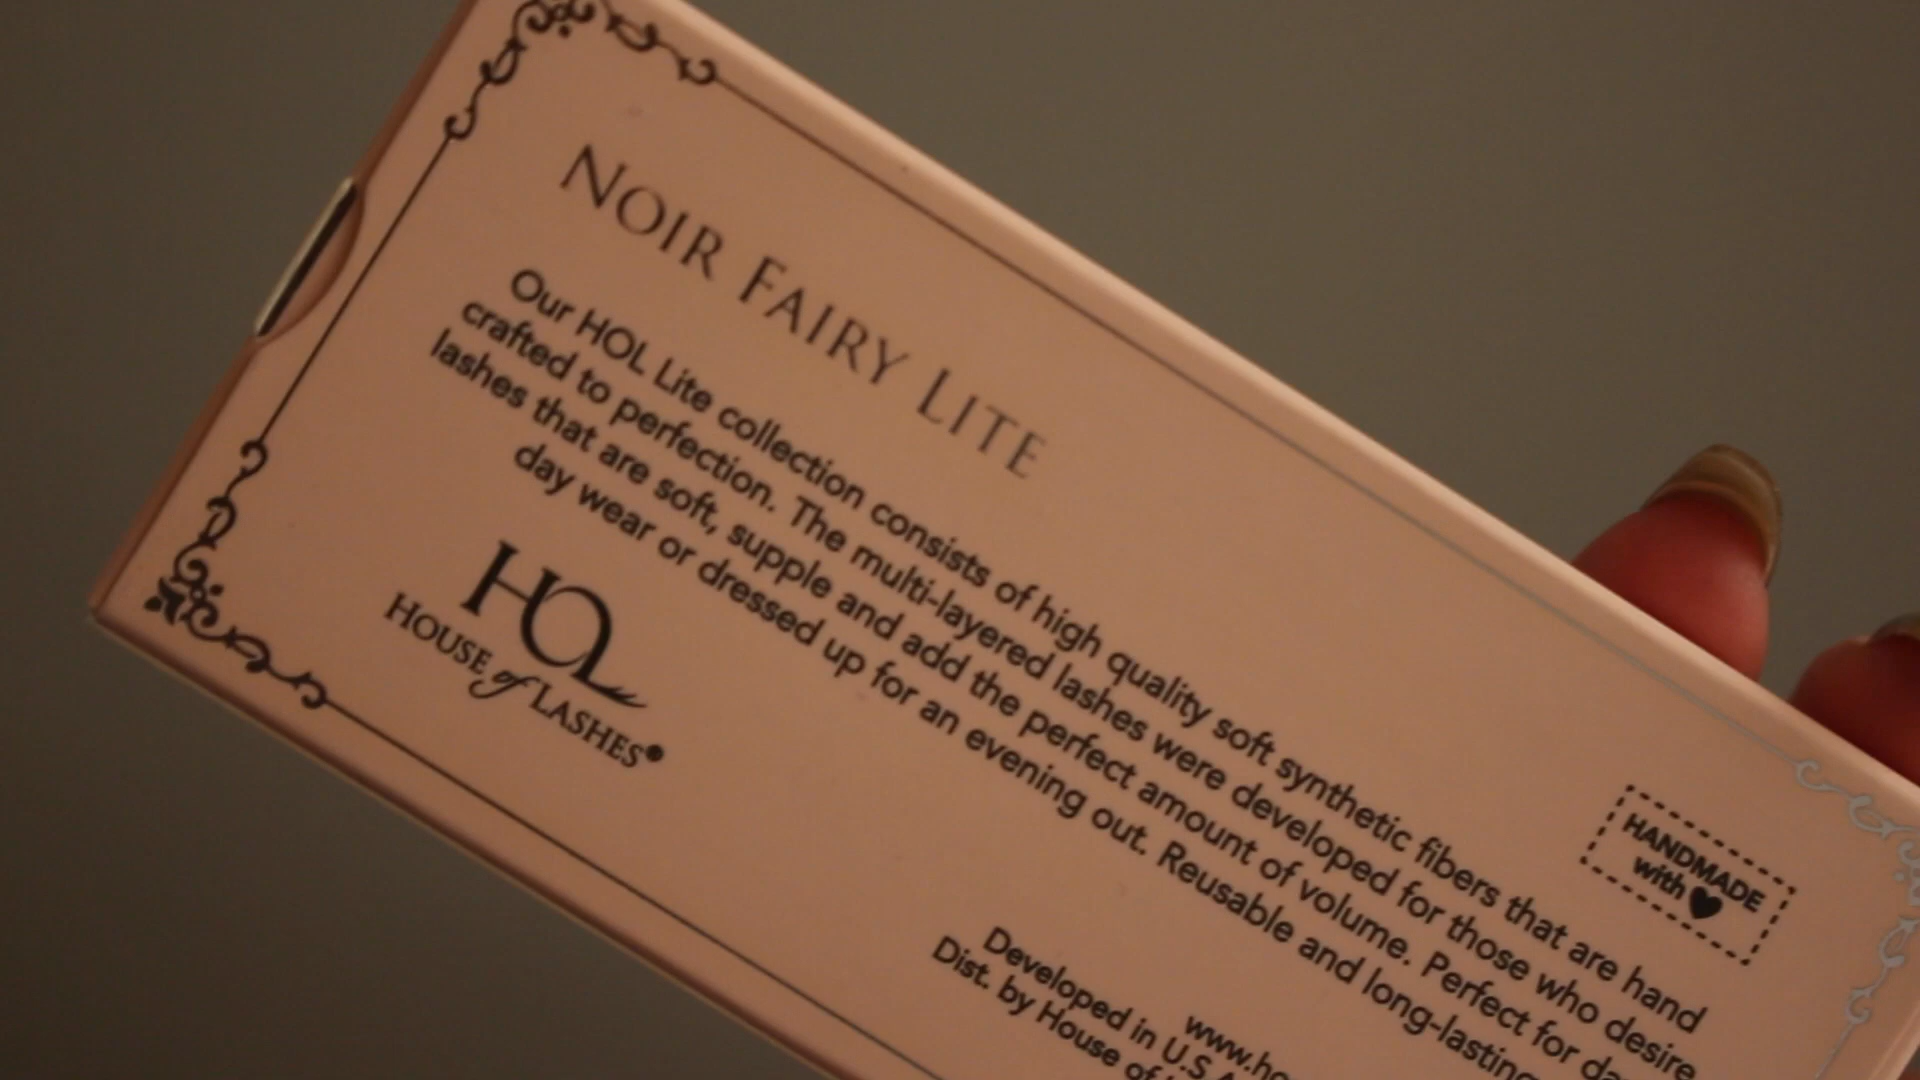 NOIR FAIRY LITE
Our HOL Lite collection consists of high quality soft synthetic fibers that are hand
crafted to perfection. The multi-layered lashes were developed for those who desire
lashes that are soft, supple and add the perfect amount of volume. Perfect for
day wear or dressed up for an evening out. Reusable and long-lasting
HOL
HOUSE of LASHES®
HANDMADE
with ♥
www.
Developed in U.S.A
Dist. by House of